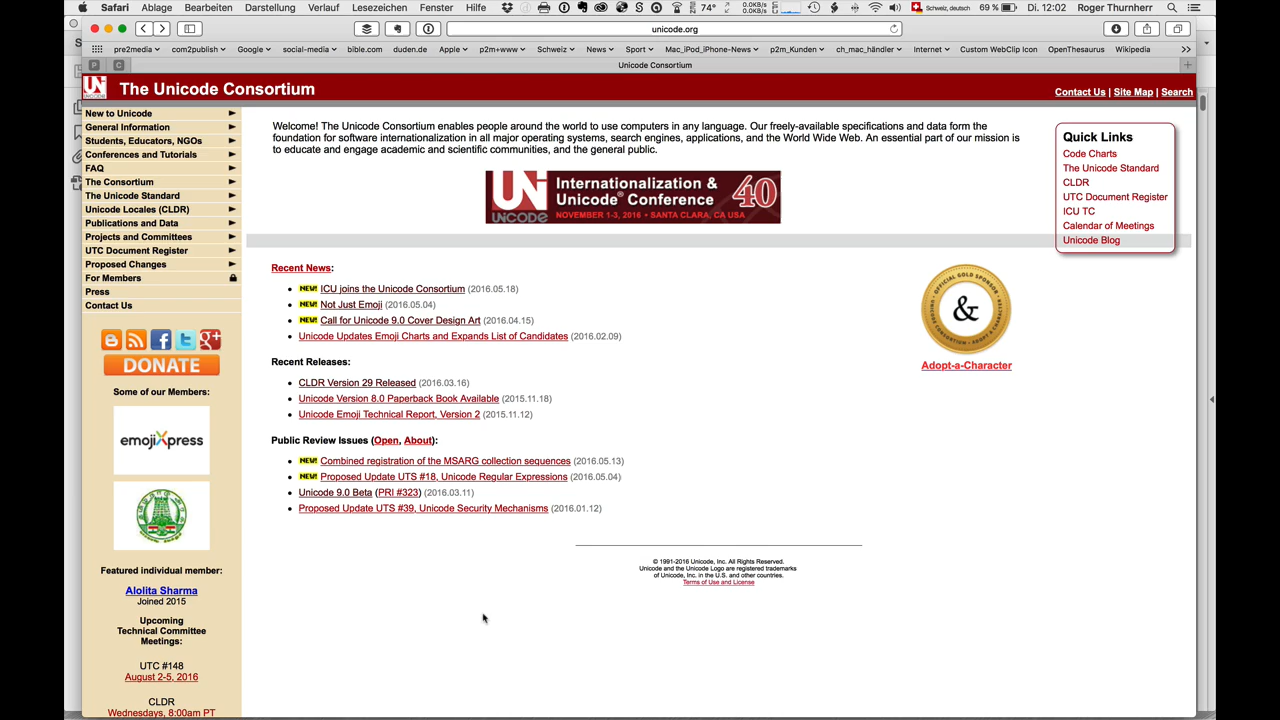 Safari Ablage Bearbeiten Darstellung Verlauf Lesezeichen Fenster Hilfe 74° 0.0KB/s 0.0KB/s Schweiz, deutsch 69 % Di. 12:02 Roger Thurnherr
unicode.org
pre2media com2publish Google social-media bible.com duden.de Apple p2m+www Schweiz News Sport Mac_iPod_iPhone-News p2m_Kunden ch_mac_händler Internet Custom WebClip Icon OpenThesaurus Wikipedia
P C Unicode Consortium
UNICODE The Unicode Consortium
Contact Us | Site Map | Search
New to Unicode
General Information
Students, Educators, NGOs
Conferences and Tutorials
FAQ
The Consortium
The Unicode Standard
Unicode Locales (CLDR)
Publications and Data
Projects and Committees
UTC Document Register
Proposed Changes
For Members
Press
Contact Us
DONATE
Some of our Members:
emojiXpress
Featured individual member:
Alolita Sharma
Joined 2015
Upcoming
Technical Committee
Meetings:
UTC #148
August 2-5, 2016
CLDR
Wednesdays, 8:00am PT
Welcome! The Unicode Consortium enables people around the world to use computers in any language. Our freely-available specifications and data form the
foundation for software internationalization in all major operating systems, search engines, applications, and the World Wide Web. An essential part of our mission is
to educate and engage academic and scientific communities, and the general public.
UNICODE
Internationalization &
Unicode® Conference 40
NOVEMBER 1-3, 2016 • SANTA CLARA, CA USA
Quick Links
Code Charts
The Unicode Standard
CLDR
UTC Document Register
ICU TC
Calendar of Meetings
Unicode Blog
Recent News:
NEW! ICU joins the Unicode Consortium (2016.05.18)
NEW! Not Just Emoji (2016.05.04)
NEW! Call for Unicode 9.0 Cover Design Art (2016.04.15)
Unicode Updates Emoji Charts and Expands List of Candidates (2016.02.09)
Recent Releases:
CLDR Version 29 Released (2016.03.16)
Unicode Version 8.0 Paperback Book Available (2015.11.18)
Unicode Emoji Technical Report, Version 2 (2015.11.12)
Public Review Issues (Open, About):
NEW! Combined registration of the MSARG collection sequences (2016.05.13)
NEW! Proposed Update UTS #18, Unicode Regular Expressions (2016.05.04)
Unicode 9.0 Beta (PRI #323) (2016.03.11)
Proposed Update UTS #39, Unicode Security Mechanisms (2016.01.12)
OFFICIAL GOLD SPONSOR
&
UNICODE CONSORTIUM • ADOPT-A-CHARACTER
Adopt-a-Character
© 1991-2016 Unicode, Inc. All Rights Reserved.
Unicode and the Unicode Logo are registered trademarks
of Unicode, Inc. in the U.S. and other countries.
Terms of Use and License